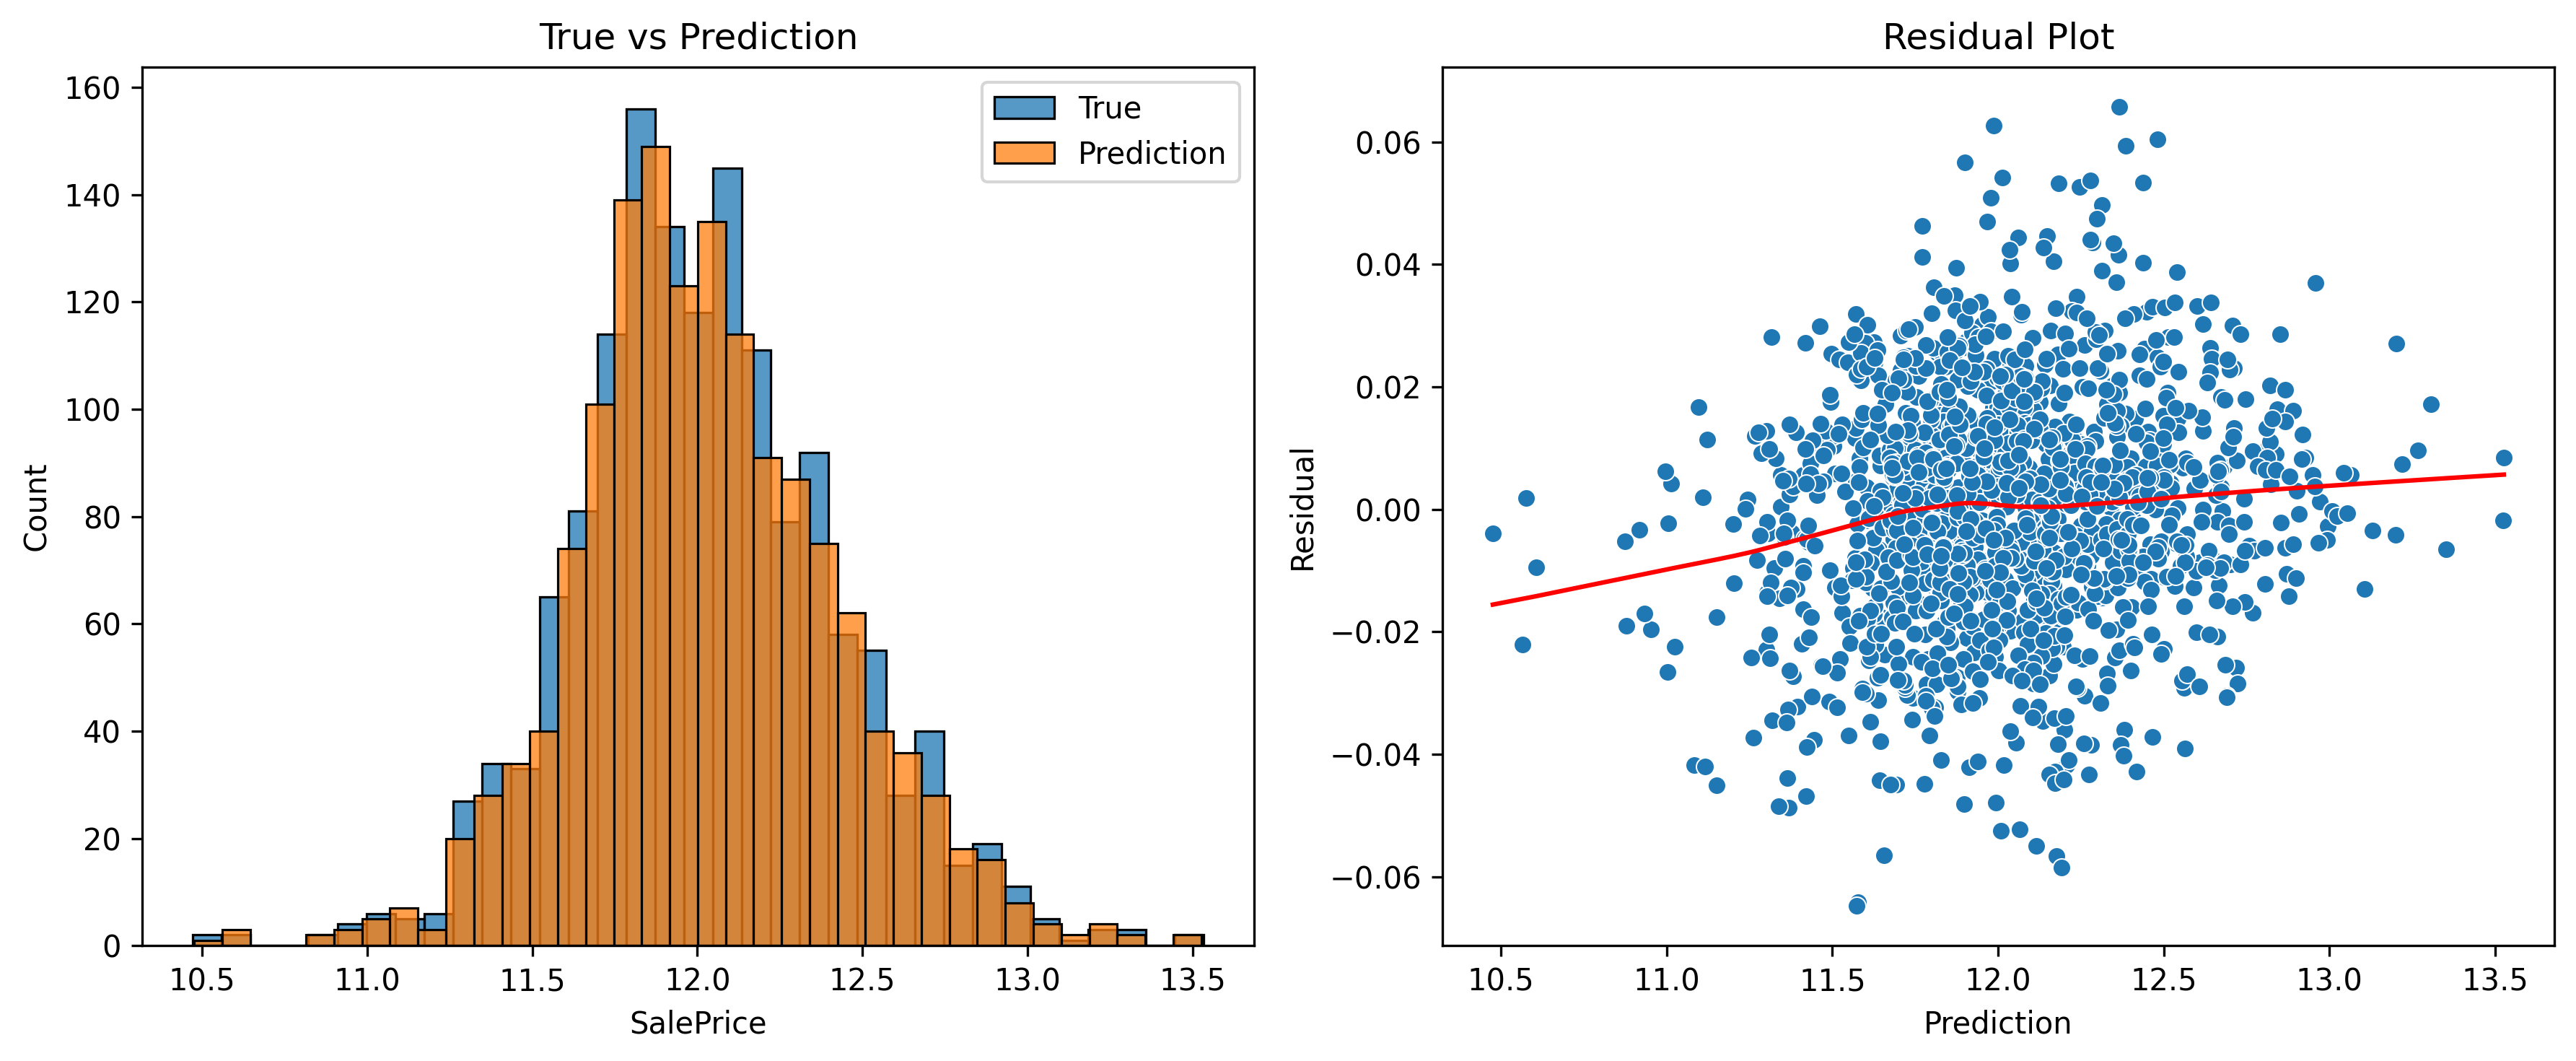 True vs Prediction
160
140
120
100
80
60
40
20
0
Count
True
Prediction
10.5 11.0 11.5 12.0 12.5 13.0 13.5
SalePrice
Residual Plot
0.06
0.04
0.02
0.00
−0.02
−0.04
−0.06
Residual
10.5 11.0 11.5 12.0 12.5 13.0 13.5
Prediction